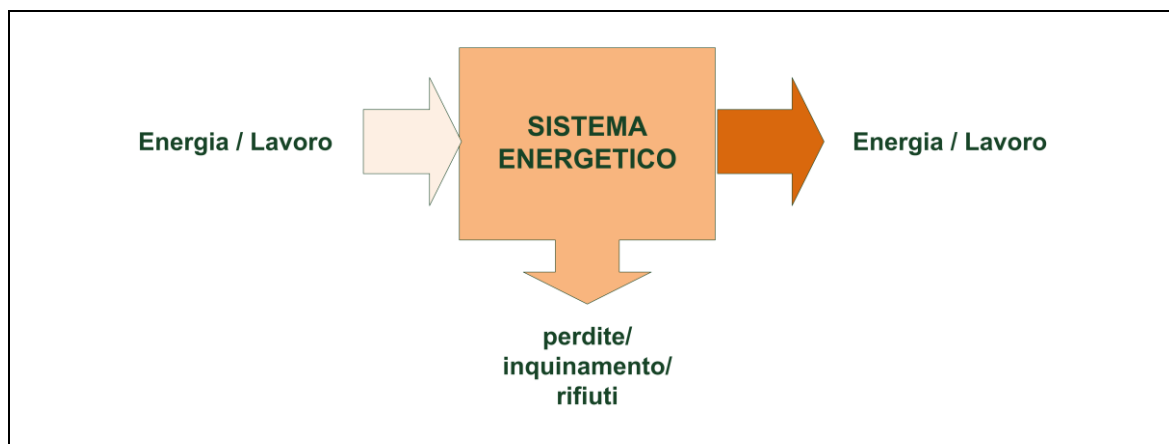 Energia / Lavoro
SISTEMA
ENERGETICO
Energia / Lavoro
perdite/
inquinamento/
rifiuti